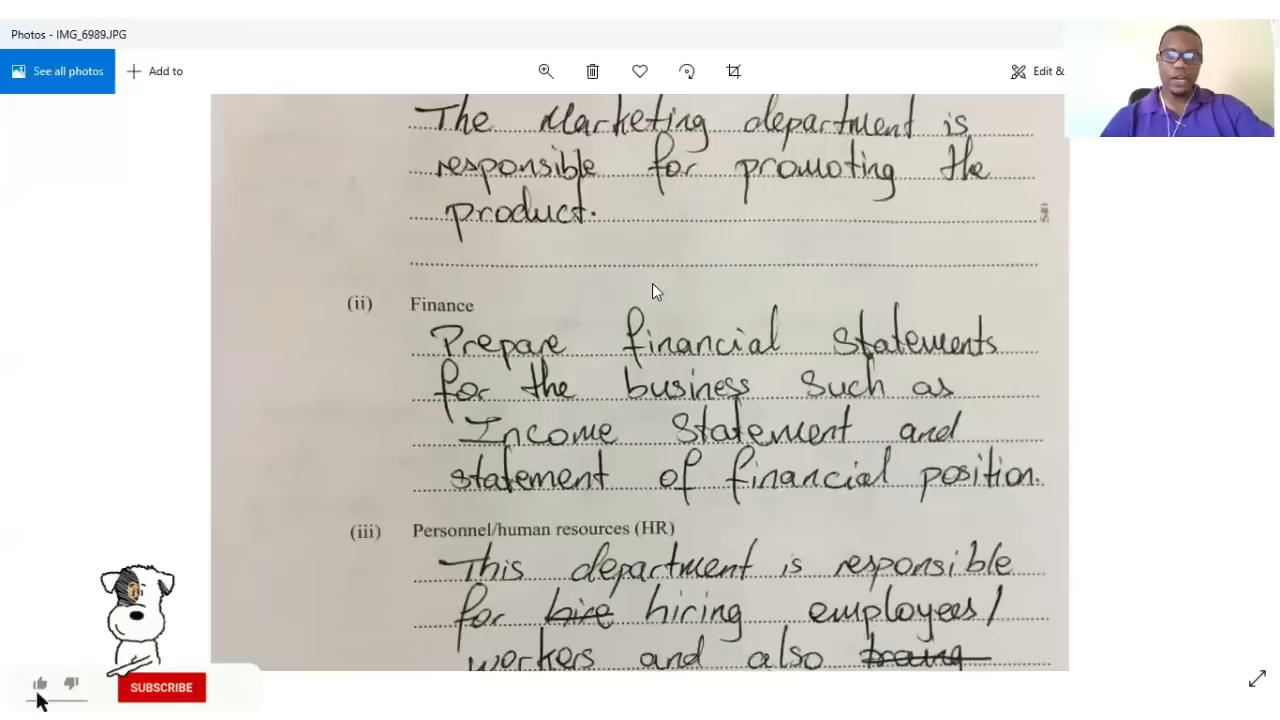 Photos - IMG_6989.JPG
See all photos
Add to
Edit &
The Marketing department is
responsible for promoting the
product.
(ii) Finance
Prepare financial statements
for the business such as
Income Statement and
statement of financial position.
(iii) Personnel/human resources (HR)
This department is responsible
for hire hiring employees/
workers and also
SUBSCRIBE